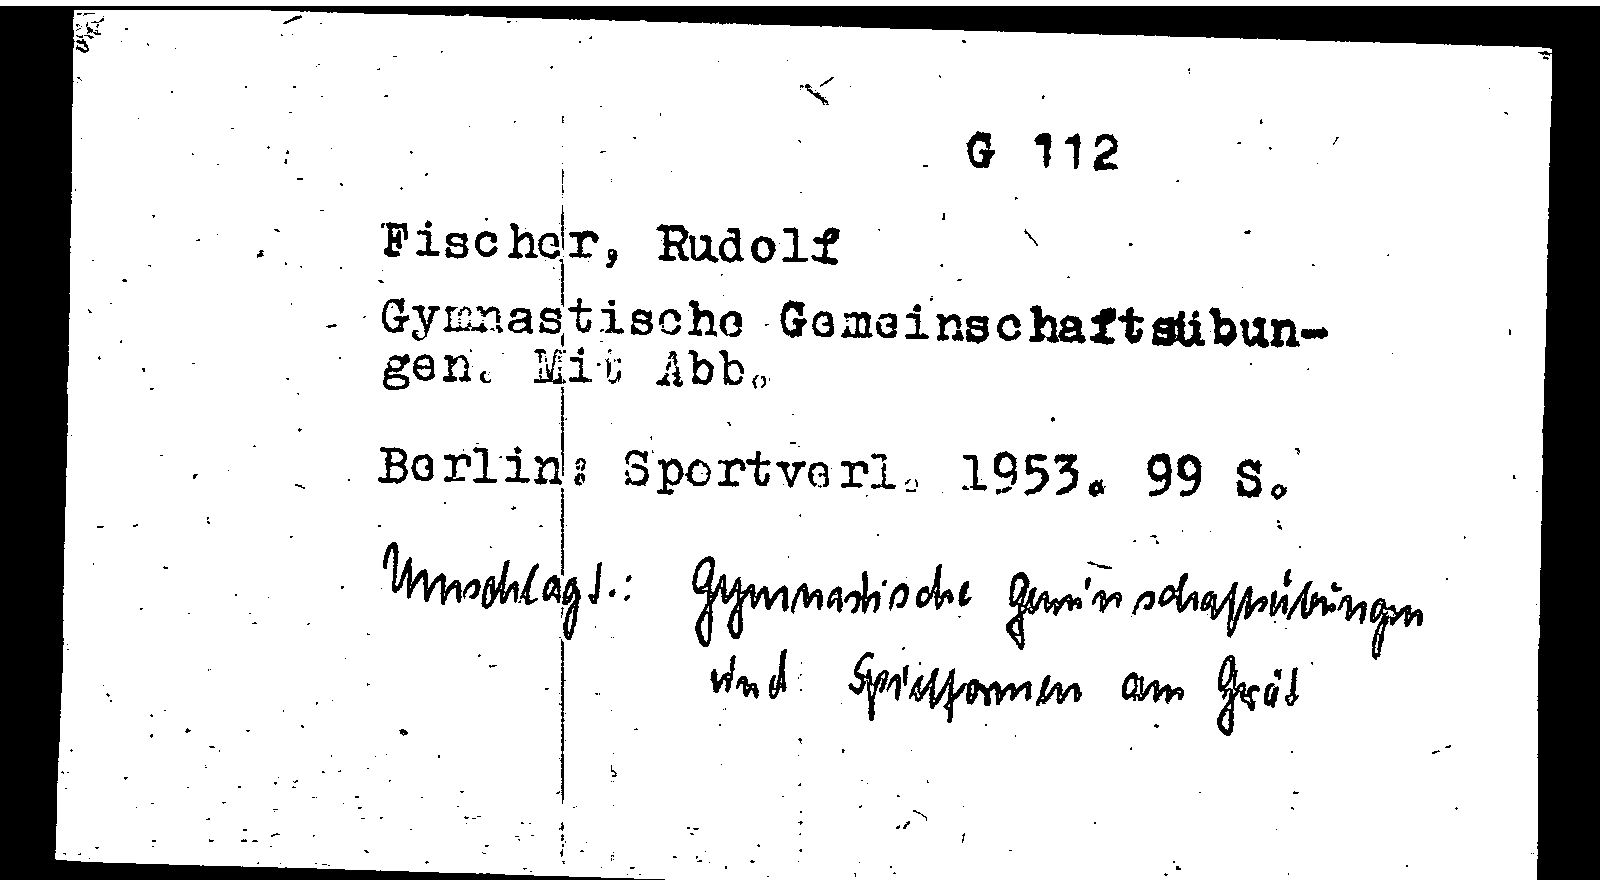 G 112
Fischer, Rudolf
Gymnastische Gemeinschaftsübun-
gen. Mit Abb.
Berlin: Sportverl. 1953. 99 S.
Umschlagt.: Gymnastische Gemeinschaftsübungen
und Spielformen am Gerät